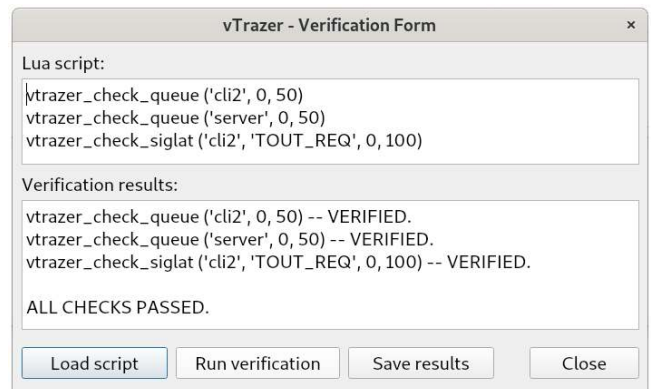 vTrazer - Verification Form ×
Lua script:
vtrazer_check_queue ('cli2', 0, 50)
vtrazer_check_queue ('server', 0, 50)
vtrazer_check_siglat ('cli2', 'TOUT_REQ', 0, 100)
Verification results:
vtrazer_check_queue ('cli2', 0, 50) -- VERIFIED.
vtrazer_check_queue ('server', 0, 50) -- VERIFIED.
vtrazer_check_siglat ('cli2', 'TOUT_REQ', 0, 100) -- VERIFIED.
ALL CHECKS PASSED.
Load script Run verification Save results Close